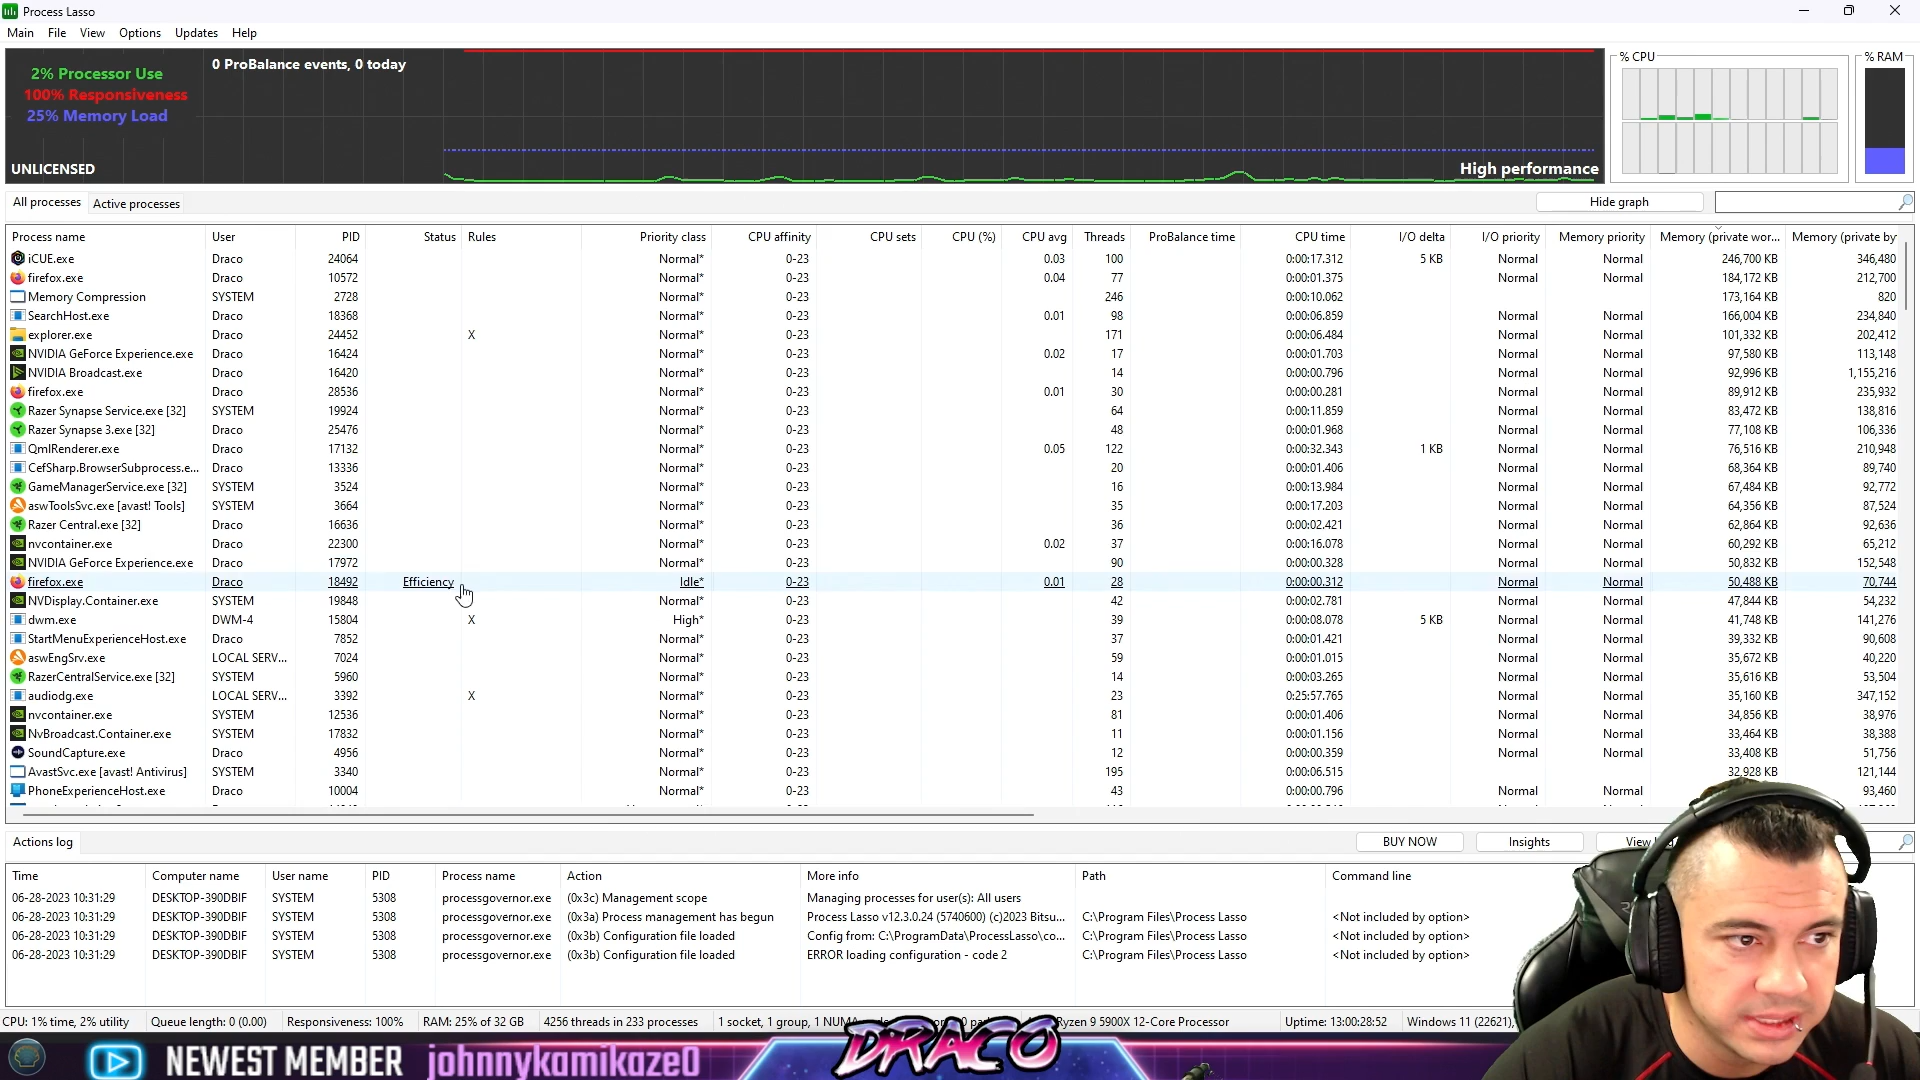 Process Lasso
Main File View Options Updates Help
2% Processor Use
100% Responsiveness
25% Memory Load
UNLICENSED
0 ProBalance events, 0 today
High performance
% CPU
% RAM
All processes Active processes Hide graph
Process name User PID Status Rules Priority class CPU affinity CPU sets CPU (%) CPU avg Threads ProBalance time CPU time I/O delta I/O priority Memory priority Memory (private wor... Memory (private by
iCUE.exe Draco 24064 Normal* 0-23 0.03 100 0:00:17.312 5 KB Normal Normal 246,700 KB 346,480
firefox.exe Draco 10572 Normal* 0-23 0.04 77 0:00:01.375 Normal Normal 184,172 KB 212,700
Memory Compression SYSTEM 2728 Normal* 0-23 246 0:00:10.062 173,164 KB 820
SearchHost.exe Draco 18368 Normal* 0-23 0.01 98 0:00:06.859 Normal Normal 166,004 KB 234,840
explorer.exe Draco 24452 X Normal* 0-23 171 0:00:06.484 Normal Normal 101,332 KB 202,412
NVIDIA GeForce Experience.exe Draco 16424 Normal* 0-23 0.02 17 0:00:01.703 Normal Normal 97,580 KB 113,148
NVIDIA Broadcast.exe Draco 16420 Normal* 0-23 14 0:00:00.796 Normal Normal 92,996 KB 1,155,216
firefox.exe Draco 28536 Normal* 0-23 0.01 30 0:00:00.281 Normal Normal 89,912 KB 235,932
Razer Synapse Service.exe [32] SYSTEM 19924 Normal* 0-23 64 0:00:11.859 Normal Normal 83,472 KB 138,816
Razer Synapse 3.exe [32] Draco 25476 Normal* 0-23 48 0:00:01.968 Normal Normal 77,108 KB 106,336
QmlRenderer.exe Draco 17132 Normal* 0-23 0.05 122 0:00:32.343 1 KB Normal Normal 76,516 KB 210,948
CefSharp.BrowserSubprocess.e... Draco 13336 Normal* 0-23 20 0:00:01.406 Normal Normal 68,364 KB 89,740
GameManagerService.exe [32] SYSTEM 3524 Normal* 0-23 16 0:00:13.984 Normal Normal 67,484 KB 92,772
aswToolsSvc.exe [avast! Tools] SYSTEM 3664 Normal* 0-23 35 0:00:17.203 Normal Normal 64,356 KB 87,524
Razer Central.exe [32] Draco 16636 Normal* 0-23 36 0:00:02.421 Normal Normal 62,864 KB 92,636
nvcontainer.exe Draco 22300 Normal* 0-23 0.02 37 0:00:16.078 Normal Normal 60,292 KB 65,212
NVIDIA GeForce Experience.exe Draco 17972 Normal* 0-23 90 0:00:00.328 Normal Normal 50,832 KB 152,548
firefox.exe Draco 18492 Efficiency Idle* 0-23 0.01 28 0:00:00.312 Normal Normal 50,488 KB 70,744
NVDisplay.Container.exe SYSTEM 19848 Normal* 0-23 42 0:00:02.781 Normal Normal 47,844 KB 54,232
dwm.exe DWM-4 15804 X High* 0-23 39 0:00:08.078 5 KB Normal Normal 41,748 KB 141,276
StartMenuExperienceHost.exe Draco 7852 Normal* 0-23 37 0:00:01.421 Normal Normal 39,332 KB 90,608
aswEngSrv.exe LOCAL SERV... 7024 Normal* 0-23 59 0:00:01.015 Normal Normal 35,672 KB 40,220
RazerCentralService.exe [32] SYSTEM 5960 Normal* 0-23 14 0:00:03.265 Normal Normal 35,616 KB 53,504
audiodg.exe LOCAL SERV... 3392 X Normal* 0-23 23 0:25:57.765 Normal Normal 35,160 KB 347,152
nvcontainer.exe SYSTEM 12536 Normal* 0-23 81 0:00:01.406 Normal Normal 34,856 KB 38,976
NvBroadcast.Container.exe SYSTEM 17832 Normal* 0-23 11 0:00:01.156 Normal Normal 33,464 KB 38,388
SoundCapture.exe Draco 4956 Normal* 0-23 12 0:00:00.359 Normal Normal 33,408 KB 51,756
AvastSvc.exe [avast! Antivirus] SYSTEM 3340 Normal* 0-23 195 0:00:06.515 32,928 KB 121,144
PhoneExperienceHost.exe Draco 10004 Normal* 0-23 43 0:00:00.796 Normal Normal 93,460
Actions log BUY NOW Insights View
Time Computer name User name PID Process name Action More info Path Command line
06-28-2023 10:31:29 DESKTOP-390DBIF SYSTEM 5308 processgovernor.exe (0x3c) Management scope Managing processes for user(s): All users
06-28-2023 10:31:29 DESKTOP-390DBIF SYSTEM 5308 processgovernor.exe (0x3a) Process management has begun Process Lasso v12.3.0.24 (5740600) (c)2023 Bitsu... C:\Program Files\Process Lasso <Not included by option>
06-28-2023 10:31:29 DESKTOP-390DBIF SYSTEM 5308 processgovernor.exe (0x3b) Configuration file loaded Config from: C:\ProgramData\ProcessLasso\co... C:\Program Files\Process Lasso <Not included by option>
06-28-2023 10:31:29 DESKTOP-390DBIF SYSTEM 5308 processgovernor.exe (0x3b) Configuration file loaded ERROR loading configuration - code 2 C:\Program Files\Process Lasso <Not included by option>
CPU: 1% time, 2% utility Queue length: 0 (0.00) Responsiveness: 100% RAM: 25% of 32 GB 4256 threads in 233 processes 1 socket, 1 group, 1 NUMA Ryzen 9 5900X 12-Core Processor Uptime: 13:00:28:52 Windows 11 (22621),
NEWEST MEMBER johnnykamikaze0 DRACO